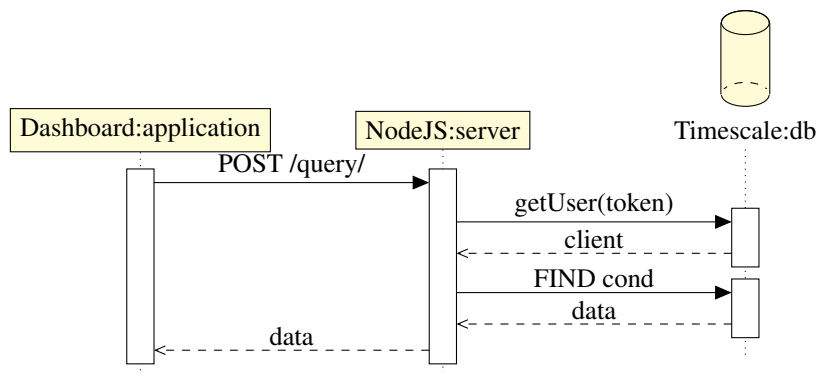 Dashboard:application
NodeJS:server
Timescale:db
POST /query/
getUser(token)
client
FIND cond
data
data